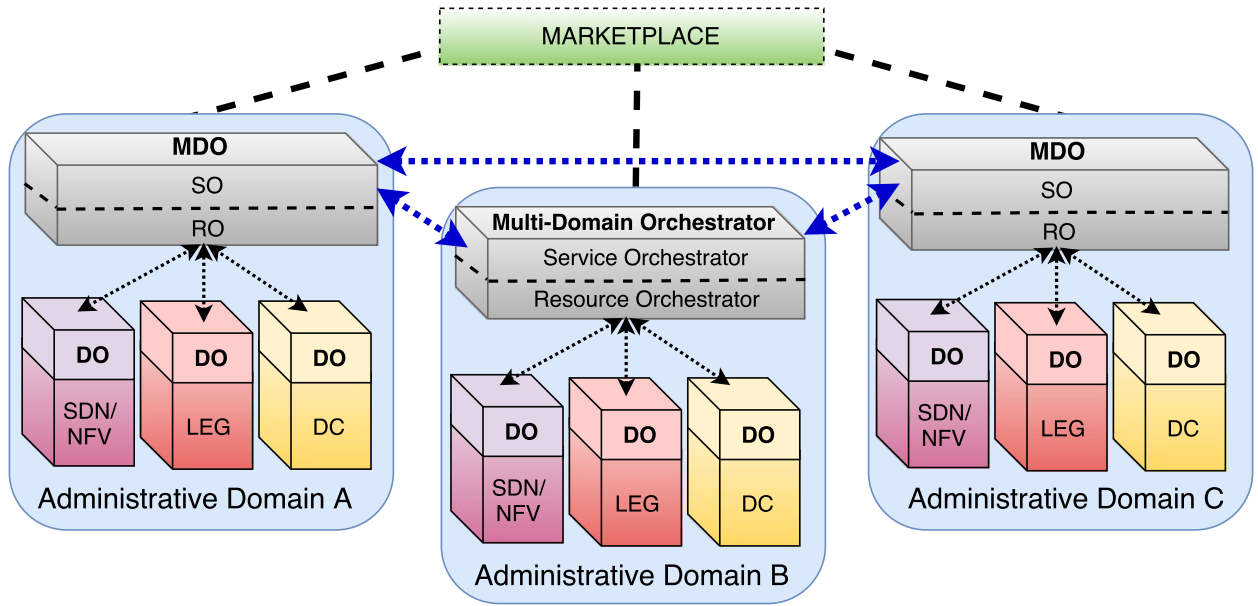 MARKETPLACE
MDO
SO
RO
DO
SDN/
NFV
DO
LEG
DO
DC
Administrative Domain A
Multi-Domain Orchestrator
Service Orchestrator
Resource Orchestrator
DO
SDN/
NFV
DO
LEG
DO
DC
Administrative Domain B
MDO
SO
RO
DO
SDN/
NFV
DO
LEG
DO
DC
Administrative Domain C